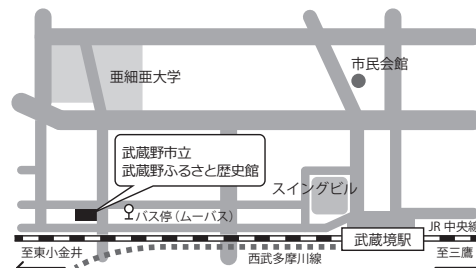 亜細亜大学
市民会館
武蔵野市立
武蔵野ふるさと歴史館
スイングビル
バス停（ムーバス）
JR 中央線
武蔵境駅
至東小金井
西武多摩川線
至三鷹